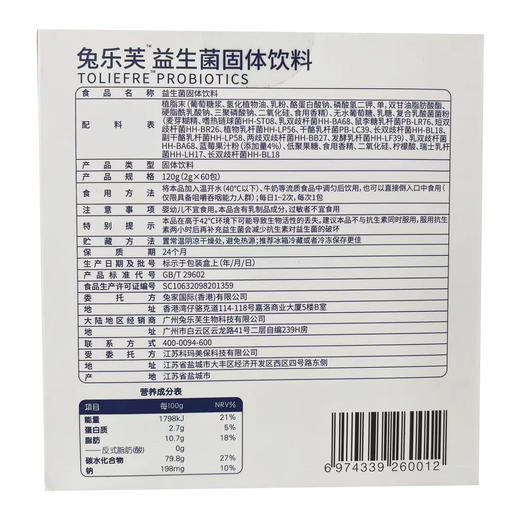 兔乐芙™益生菌固体饮料
TOLIEFRE™PROBIOTICS
食品名称 益生菌固体饮料
配料表 植脂末(葡萄糖浆、氢化植物油、乳粉、酪蛋白酸钠、磷酸氢二钾、单,双甘油脂肪酸酯、
硬脂酰乳酸钠、三聚磷酸钠、二氧化硅、食用香精)、无水葡萄糖、乳糖、复合乳酸菌菌粉
(麦芽糊精、嗜热链球菌HH-ST08、乳双歧杆菌HH-BA68、鼠李糖乳杆菌PB-LR76、短双
歧杆菌HH-BR26、植物乳杆菌HH-LP56、干酪乳杆菌PB-LC39、长双歧杆菌HH-BL18、
副干酪乳杆菌HH-LP58、两歧双歧杆菌HH-BB27、发酵乳杆菌HH-LF39)、乳双歧杆菌
HH-BA68、蓝莓果汁粉(添加量4%)、低聚果糖、食用香精、二氧化硅、柠檬酸、瑞士乳杆
菌HH-LH17、长双歧杆菌HH-BL18
产品类型 固体饮料
产品规格 120g(2g×60包)
食用方法 将本品加入温开水(40°C以下)、牛奶等流质食品中调匀后饮用,也可以直接倒入口中食用
(仅限具备咀嚼吞咽能力人群);每日1~2次,每次1包
注意事项 婴幼儿不宜食用,本品含有乳制品成分,过敏者不宜食用
特别提示 本品在高于42°C环境下可能导致能生物活性的丢失。建议本品不与抗生素同时服用,服用抗生
素两小时后再补充益生菌会减少抗生素对益生菌的破坏
贮藏方法 置常温阴凉干燥处、避免热源;推荐冰箱冷藏或者冷冻保存更佳
保质期 24个月
生产日期及批号 标示于包装盒上(年/月/日)
产品标准代号 GB/T 29602
食品生产许可证编号 SC10632098201359
委托方 兔家国际(香港)有限公司
地址 香港湾仔骆克道114-118号嘉洛商业大厦5楼B室
大陆地区经销商 广州兔乐芙生物科技有限公司
地址 广州市白云区云龙路41号二层自编239H房
联系方式 400-0094-600
受委托方 江苏科玛美保科技有限公司
地址 江苏省盐城市大丰区经济开发区西区四号路东侧
产地 江苏省盐城市
营养成分表
项目 每100g NRV%
能量 1798kJ 21%
蛋白质 2.7g 5%
脂肪 10.7g 18%
——反式脂肪(酸) 0g
碳水化合物 79.8g 27%
钠 198mg 10%
6 974339 260012